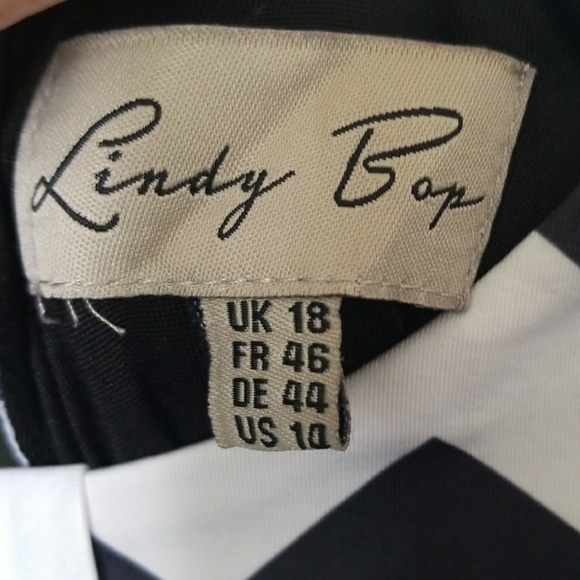 Lindy Bop
UK 18
FR 46
DE 44
US 14